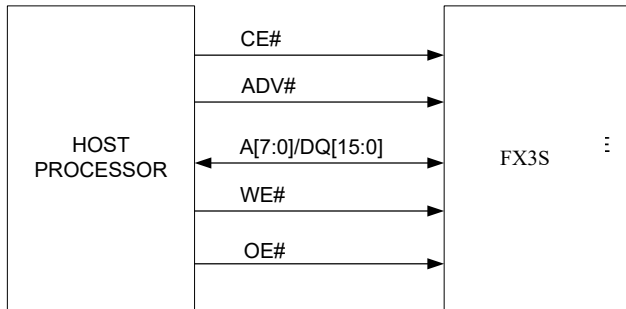 CE#
ADV#
HOST
PROCESSOR
A[7:0]/DQ[15:0]
FX3S
WE#
OE#